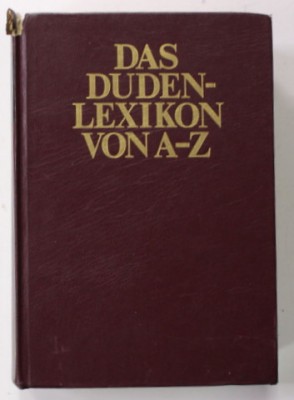 DAS
DUDEN-
LEXIKON
VON A-Z